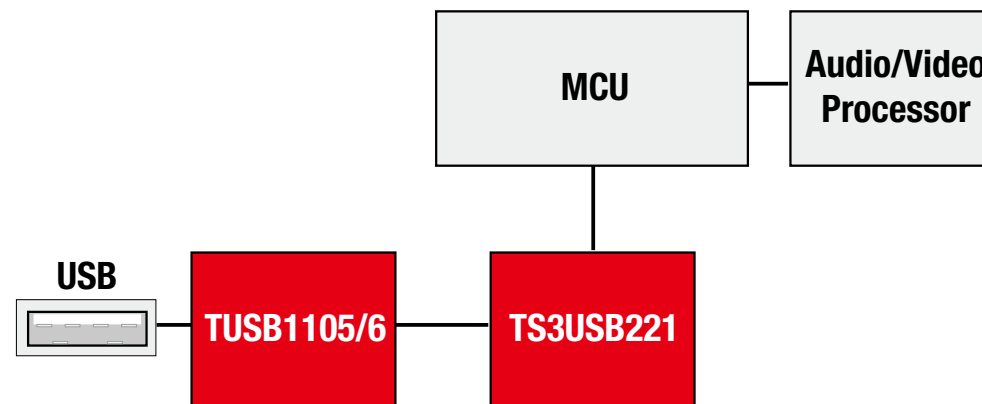 MCU
Audio/Video
Processor
USB
TUSB1105/6
TS3USB221